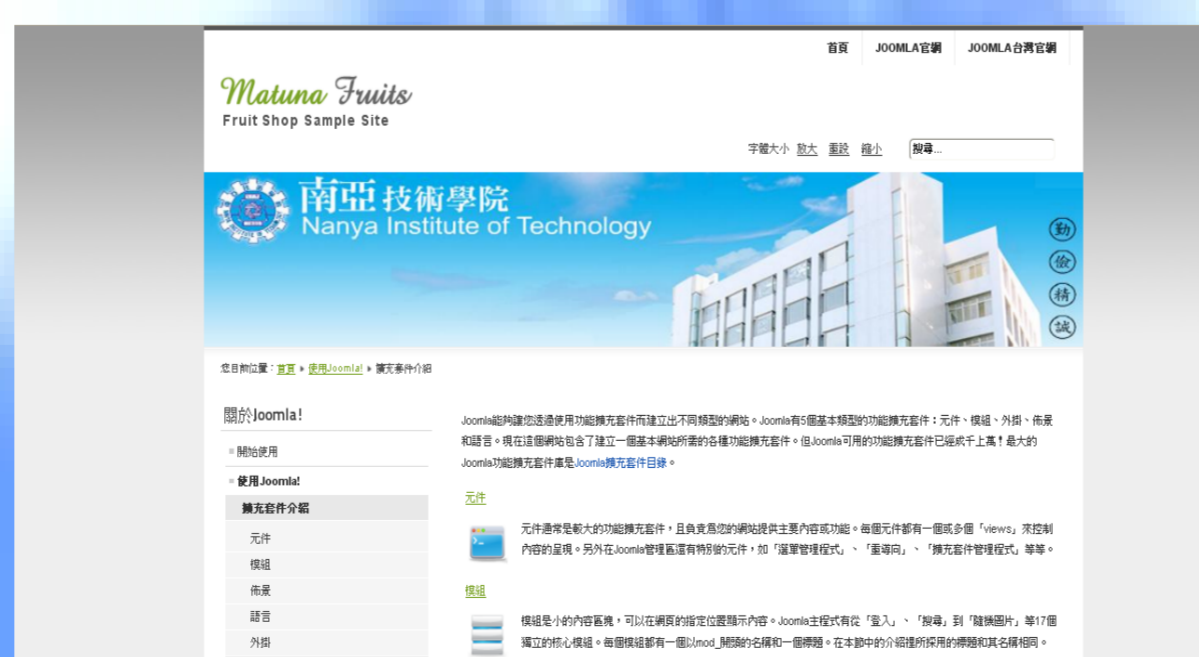 首頁 JOOMLA官網 JOOMLA台灣官網
Matuna Fruits
Fruit Shop Sample Site
字體大小 放大 重設 縮小 搜尋...
南亞技術學院
Nanya Institute of Technology
勤
儉
精
誠
您目前位置：首頁 ▸ 使用Joomla! ▸ 擴充套件介紹
關於Joomla!
開始使用
使用Joomla!
擴充套件介紹
元件
模組
佈景
語言
外掛
Joomla能夠讓您透過使用功能擴充套件而建立出不同類型的網站。Joomla有5個基本類型的功能擴充套件：元件、模組、外掛、佈景
和語言。現在這個網站包含了建立一個基本網站所需的各種功能擴充套件。但Joomla可用的功能擴充套件已經成千上萬！最大的
Joomla功能擴充套件庫是Joomla擴充套件目錄。
元件
元件通常是較大的功能擴充套件，且負責為您的網站提供主要內容或功能。每個元件都有一個或多個「views」來控制
內容的呈現。另外在Joomla管理區還有特別的元件，如「選單管理程式」、「重導向」、「擴充套件管理程式」等等。
模組
模組是小的內容區塊，可以在網頁的指定位置顯示內容。Joomla主程式有從「登入」、「搜尋」到「隨機圖片」等17個
獨立的核心模組。每個模組都有一個以mod_開頭的名稱和一個標題。在本節中的介紹裡所採用的標題和其名稱相同。